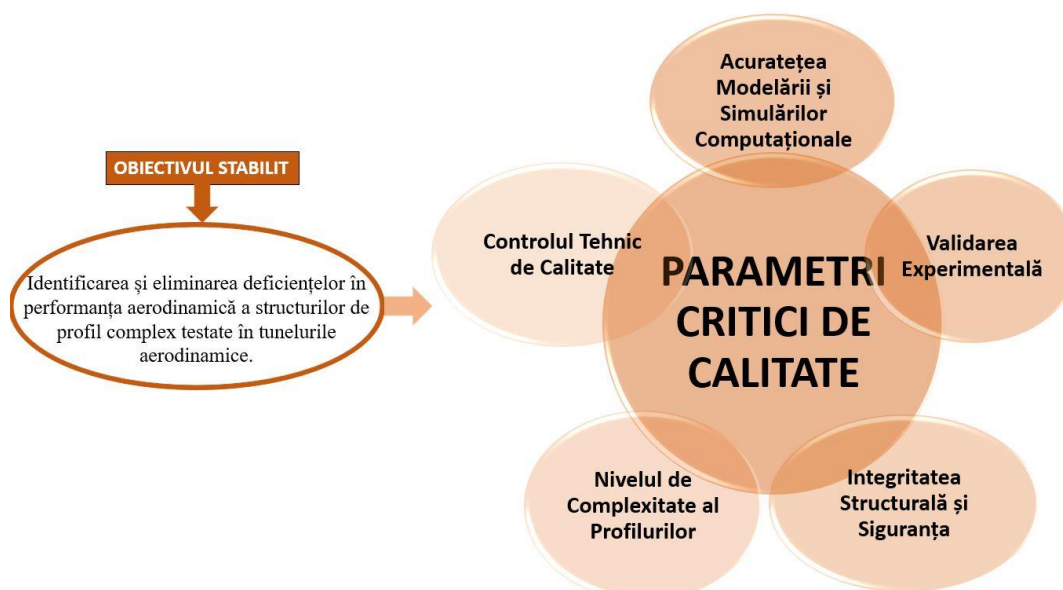 OBIECTIVUL STABILIT
Identificarea și eliminarea deficiențelor în
performanța aerodinamică a structurilor de
profil complex testate în tunelurile
aerodinamice.
Acuratețea
Modelării și
Simulărilor
Computaționale
Controlul Tehnic
de Calitate
Validarea
Experimentală
PARAMETRI
CRITICI DE
CALITATE
Nivelul de
Complexitate al
Profilurilor
Integritatea
Structurală și
Siguranța